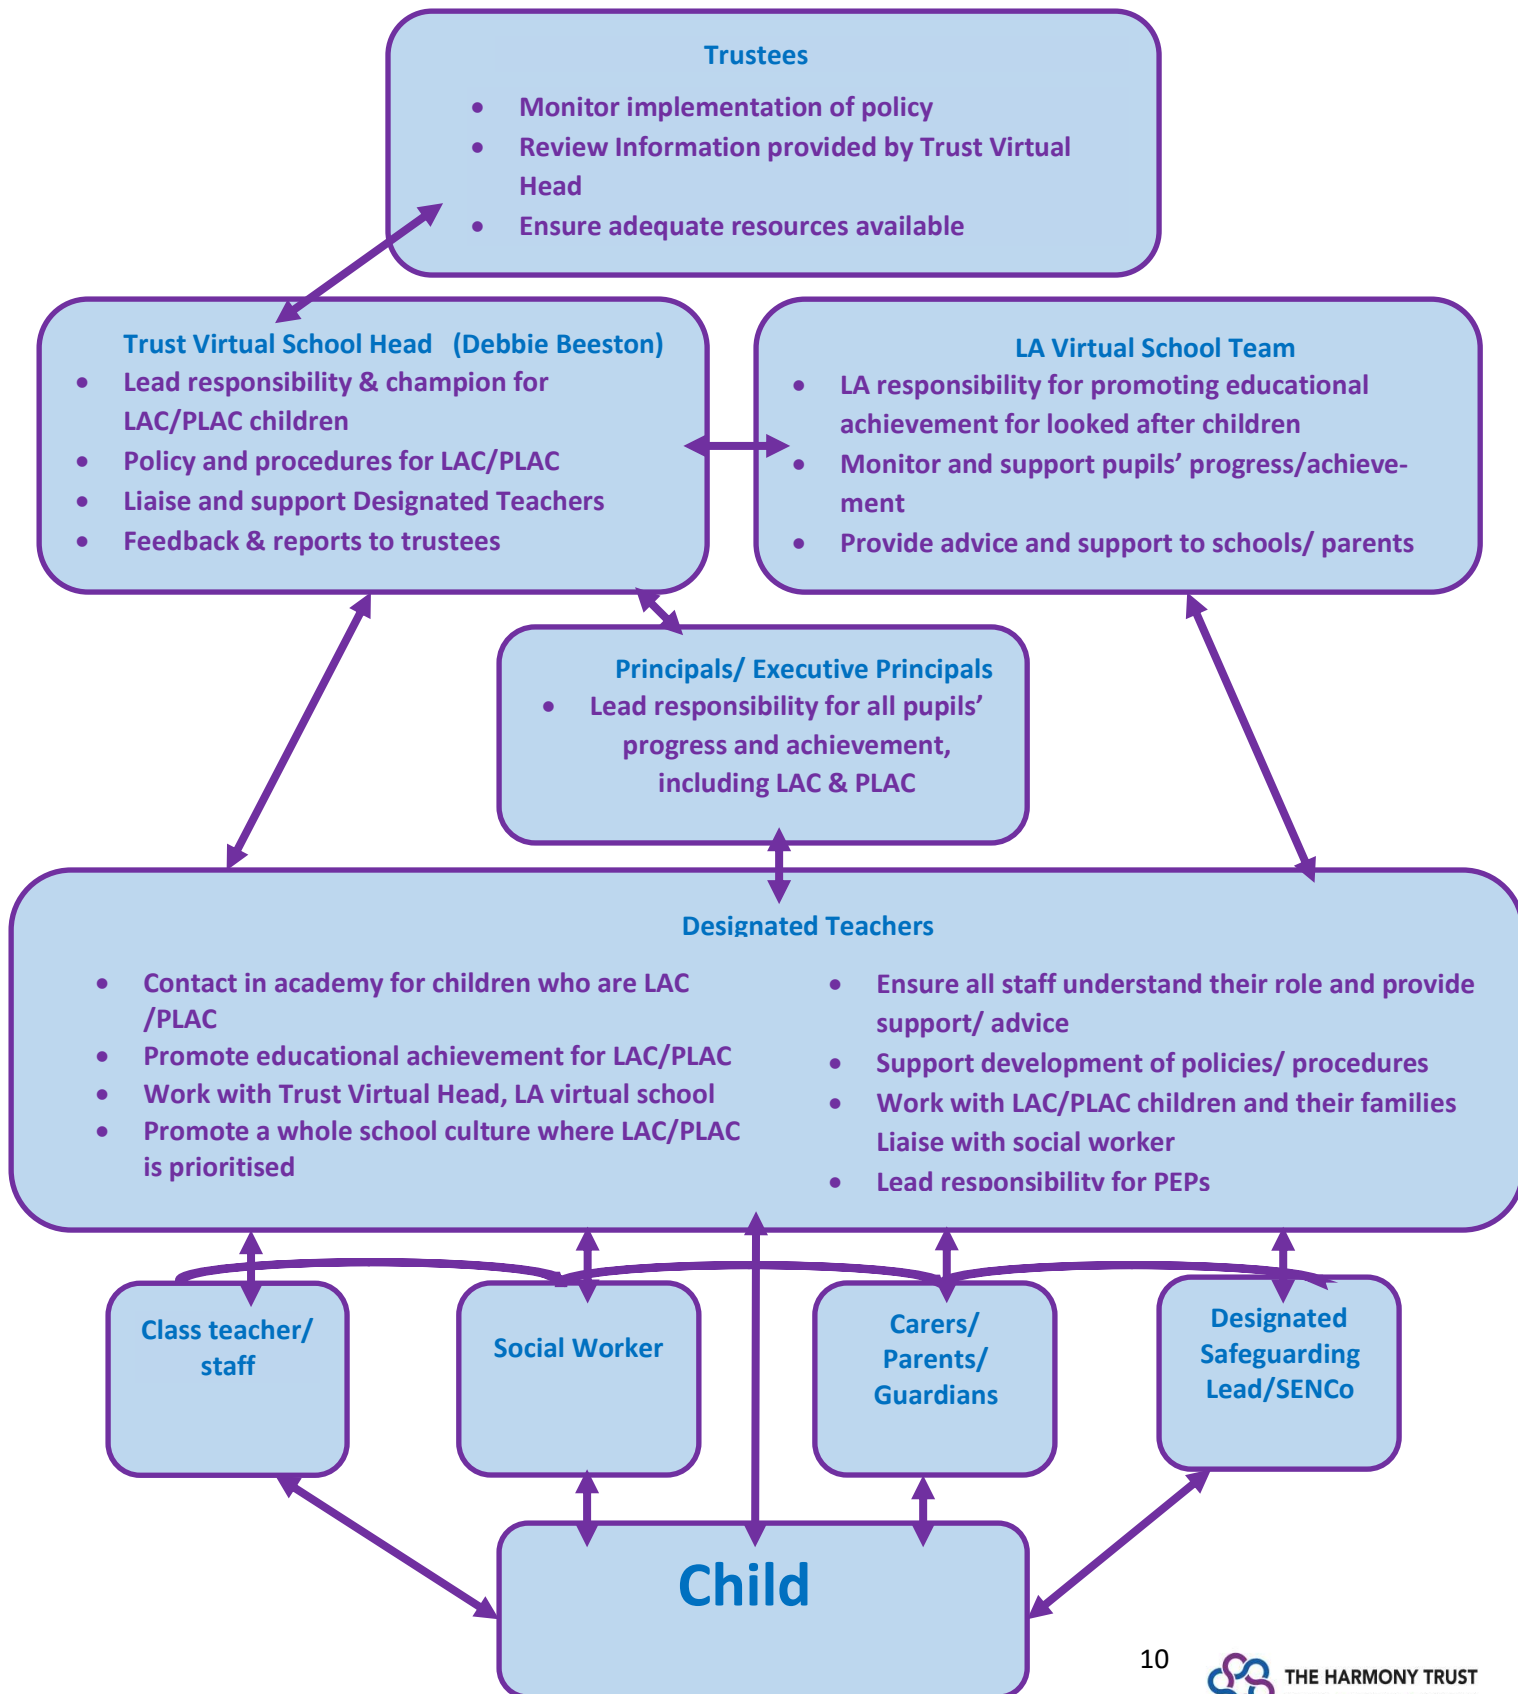 Trustees
• Monitor implementation of policy
• Review Information provided by Trust Virtual
Head
• Ensure adequate resources available
Trust Virtual School Head (Debbie Beeston)
• Lead responsibility & champion for
LAC/PLAC children
• Policy and procedures for LAC/PLAC
• Liaise and support Designated Teachers
• Feedback & reports to trustees
LA Virtual School Team
• LA responsibility for promoting educational
achievement for looked after children
• Monitor and support pupils’ progress/achieve-
ment
• Provide advice and support to schools/ parents
Principals/ Executive Principals
• Lead responsibility for all pupils’
progress and achievement,
including LAC & PLAC
Designated Teachers
• Contact in academy for children who are LAC
/PLAC
• Promote educational achievement for LAC/PLAC
• Work with Trust Virtual Head, LA virtual school
• Promote a whole school culture where LAC/PLAC
is prioritised
• Ensure all staff understand their role and provide
support/ advice
• Support development of policies/ procedures
• Work with LAC/PLAC children and their families
Liaise with social worker
• Lead responsibility for PEPs
Class teacher/
staff
Social Worker
Carers/
Parents/
Guardians
Designated
Safeguarding
Lead/SENCo
Child
10
THE HARMONY TRUST